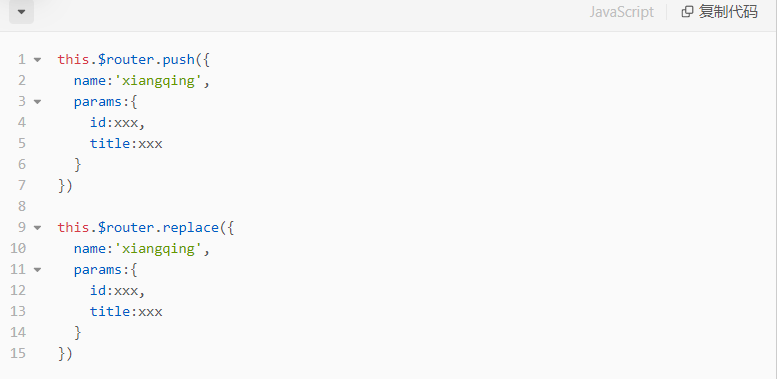 JavaScript 复制代码
1 this.$router.push({
2 name:'xiangqing',
3 params:{
4 id:xxx,
5 title:xxx
6 }
7 })
8
9 this.$router.replace({
10 name:'xiangqing',
11 params:{
12 id:xxx,
13 title:xxx
14 }
15 })